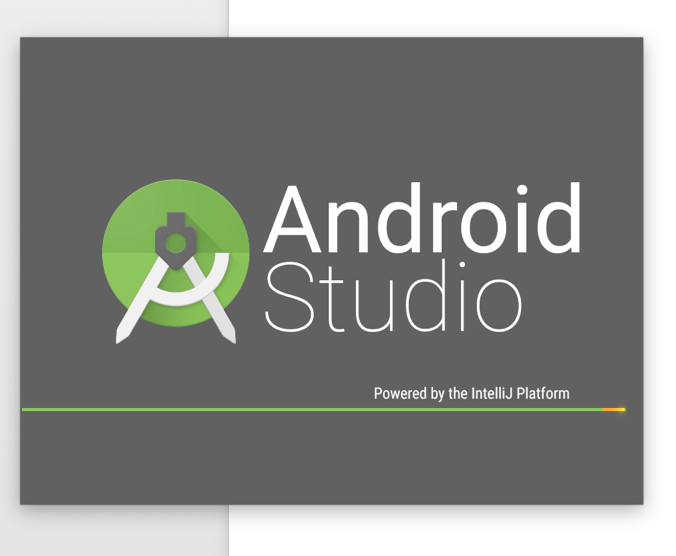 Android
Studio
Powered by the IntelliJ Platform